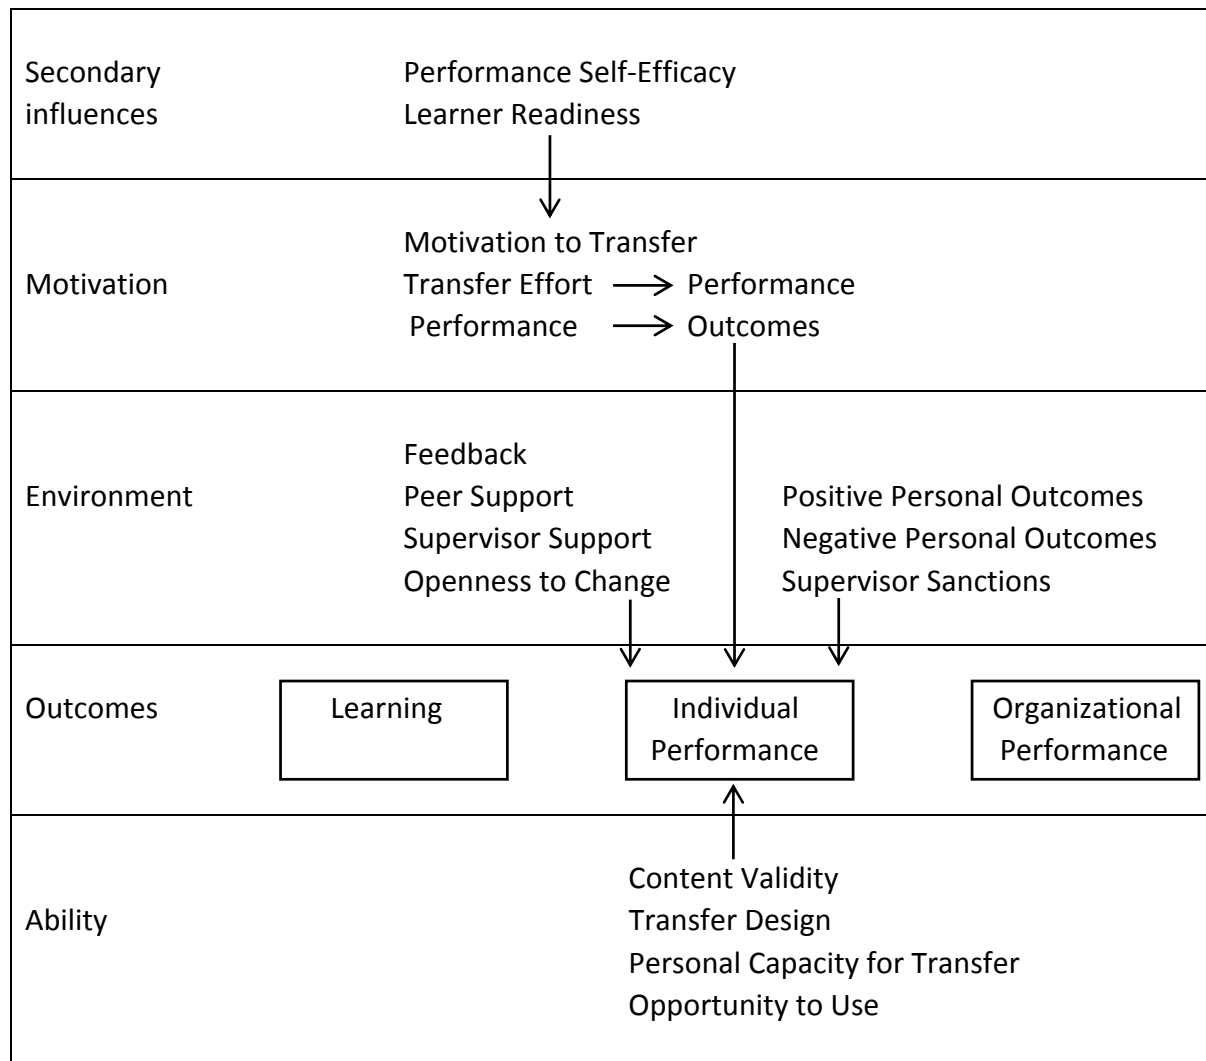 Secondary influences
Performance Self-Efficacy
Learner Readiness
Motivation
Motivation to Transfer
Transfer Effort → Performance
Performance → Outcomes
Environment
Feedback
Peer Support
Supervisor Support
Openness to Change
Positive Personal Outcomes
Negative Personal Outcomes
Supervisor Sanctions
Outcomes
Learning
Individual
Performance
Organizational
Performance
Ability
Content Validity
Transfer Design
Personal Capacity for Transfer
Opportunity to Use